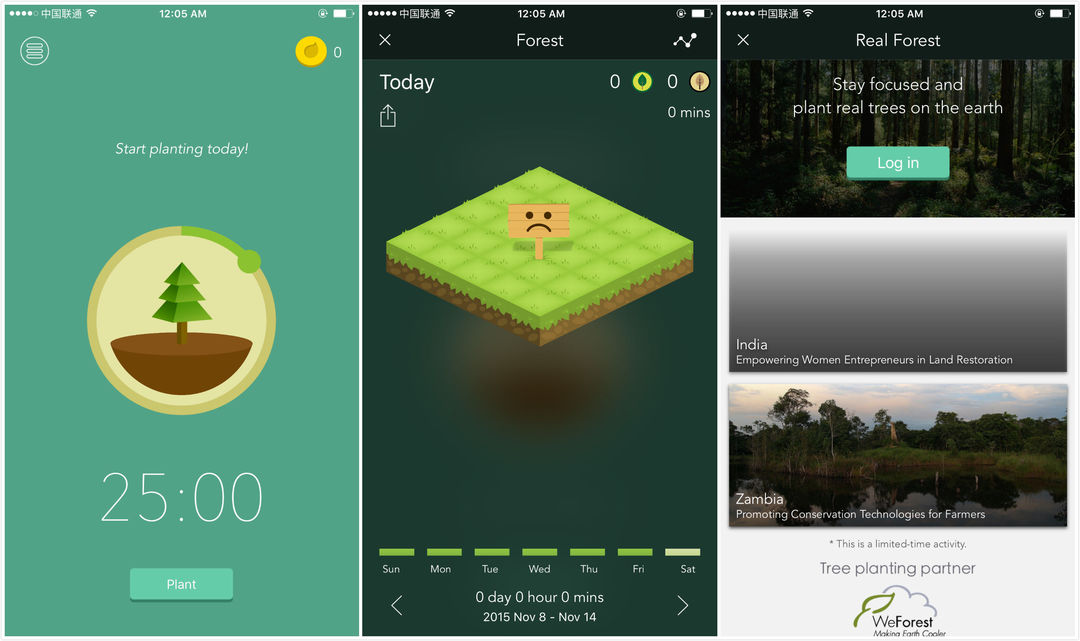 中国联通
12:05 AM
0
Start planting today!
25:00
Plant
中国联通
12:05 AM
Forest
Today
0
0
0 mins
Sun Mon Tue Wed Thu Fri Sat
0 day 0 hour 0 mins
2015 Nov 8 - Nov 14
中国联通
12:05 AM
Real Forest
Stay focused and
plant real trees on the earth
Log in
India
Empowering Women Entrepreneurs in Land Restoration
Zambia
Promoting Conservation Technologies for Farmers
* This is a limited-time activity.
Tree planting partner
WeForest
Making Earth Cooler